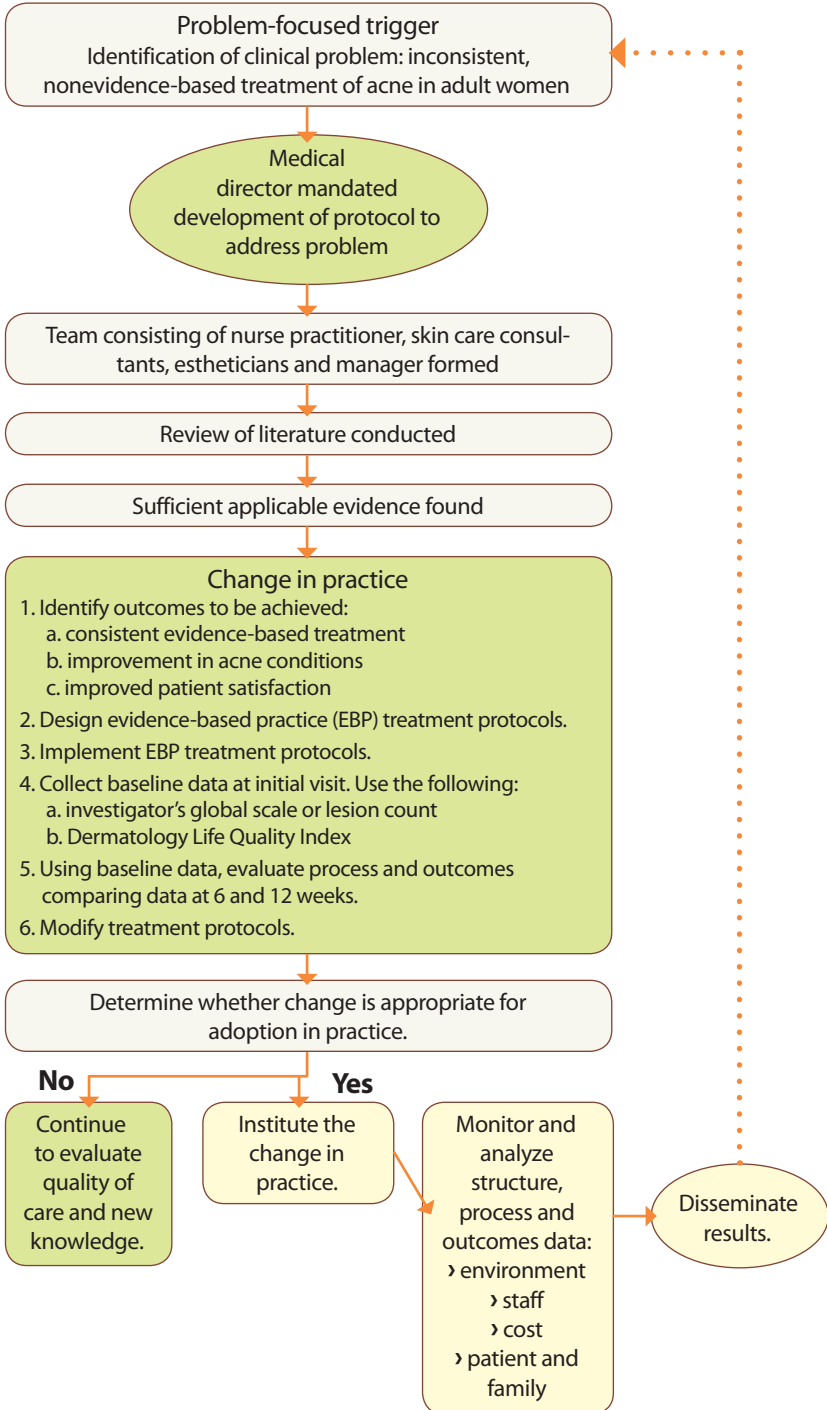 Problem-focused trigger
Identification of clinical problem: inconsistent,
nonevidence-based treatment of acne in adult women
Medical
director mandated
development of protocol to
address problem
Team consisting of nurse practitioner, skin care consul-
tants, estheticians and manager formed
Review of literature conducted
Sufficient applicable evidence found
Change in practice
1. Identify outcomes to be achieved:
a. consistent evidence-based treatment
b. improvement in acne conditions
c. improved patient satisfaction
2. Design evidence-based practice (EBP) treatment protocols.
3. Implement EBP treatment protocols.
4. Collect baseline data at initial visit. Use the following:
a. investigator’s global scale or lesion count
b. Dermatology Life Quality Index
5. Using baseline data, evaluate process and outcomes
comparing data at 6 and 12 weeks.
6. Modify treatment protocols.
Determine whether change is appropriate for
adoption in practice.
No
Yes
Continue
to evaluate
quality of
care and new
knowledge.
Institute the
change in
practice.
Monitor and
analyze
structure,
process and
outcomes data:
› environment
› staff
› cost
› patient and
family
Disseminate
results.